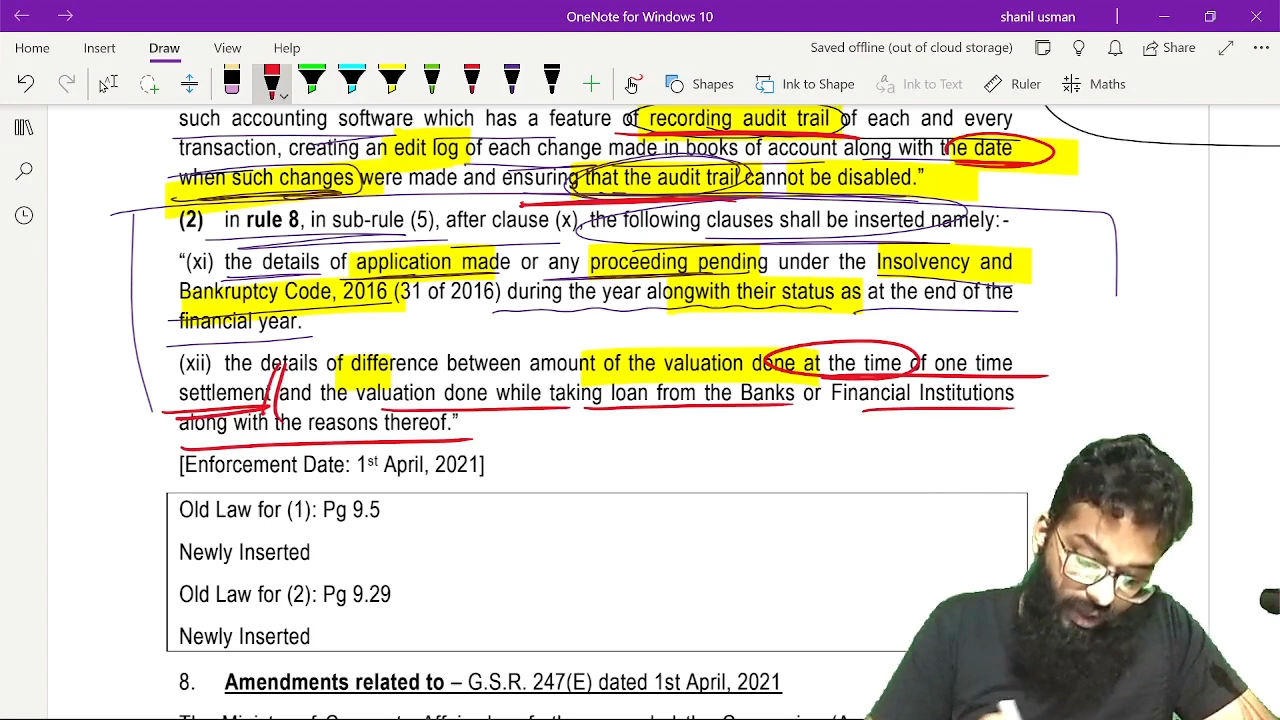 OneNote for Windows 10
shanil usman
Home Insert Draw View Help
Saved offline (out of cloud storage)
Share
Shapes
Ink to Shape
Ink to Text
Ruler
Maths
such accounting software which has a feature of recording audit trail of each and every
transaction, creating an edit log of each change made in books of account along with the date
when such changes were made and ensuring that the audit trail cannot be disabled.”
(2) in rule 8, in sub-rule (5), after clause (x), the following clauses shall be inserted namely:-
“(xi) the details of application made or any proceeding pending under the Insolvency and
Bankruptcy Code, 2016 (31 of 2016) during the year alongwith their status as at the end of the
financial year.
(xii) the details of difference between amount of the valuation done at the time of one time
settlement and the valuation done while taking loan from the Banks or Financial Institutions
along with the reasons thereof.”
[Enforcement Date: 1st April, 2021]
Old Law for (1): Pg 9.5
Newly Inserted
Old Law for (2): Pg 9.29
Newly Inserted
8. Amendments related to – G.S.R. 247(E) dated 1st April, 2021